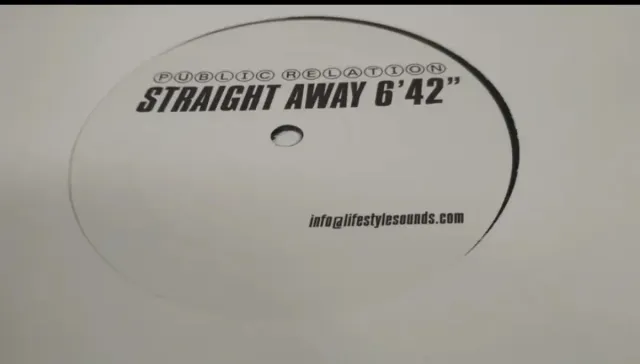 PUBLIC RELATION
STRAIGHT AWAY 6'42"
info@lifestylesounds.com